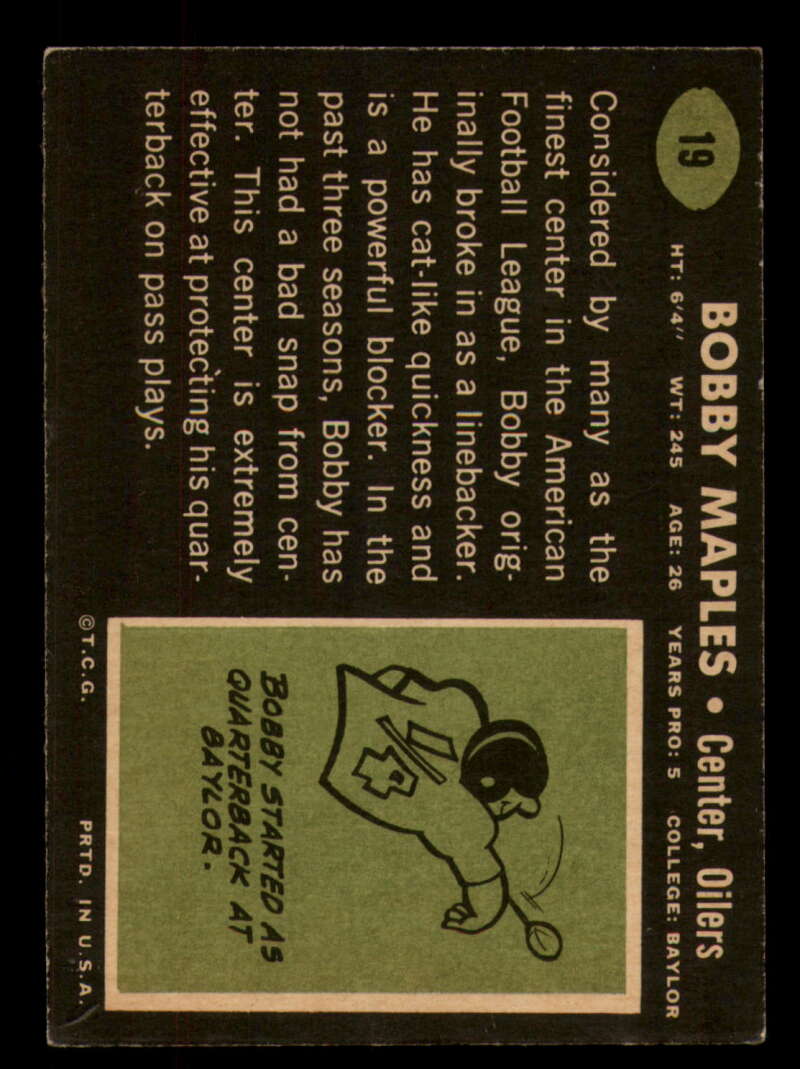 19
BOBBY MAPLES • Center, Oilers
HT: 6'4" WT: 245 AGE: 26 YEARS PRO: 5 COLLEGE: BAYLOR
Considered by many as the
finest center in the American
Football League, Bobby orig-
inally broke in as a linebacker.
He has cat-like quickness and
is a powerful blocker. In the
past three seasons, Bobby has
not had a bad snap from cen-
ter. This center is extremely
effective at protecting his quar-
terback on pass plays.
1/4
BOBBY STARTED AS
QUARTERBACK AT
BAYLOR.
©T.C.G. PRTD. IN U.S.A.